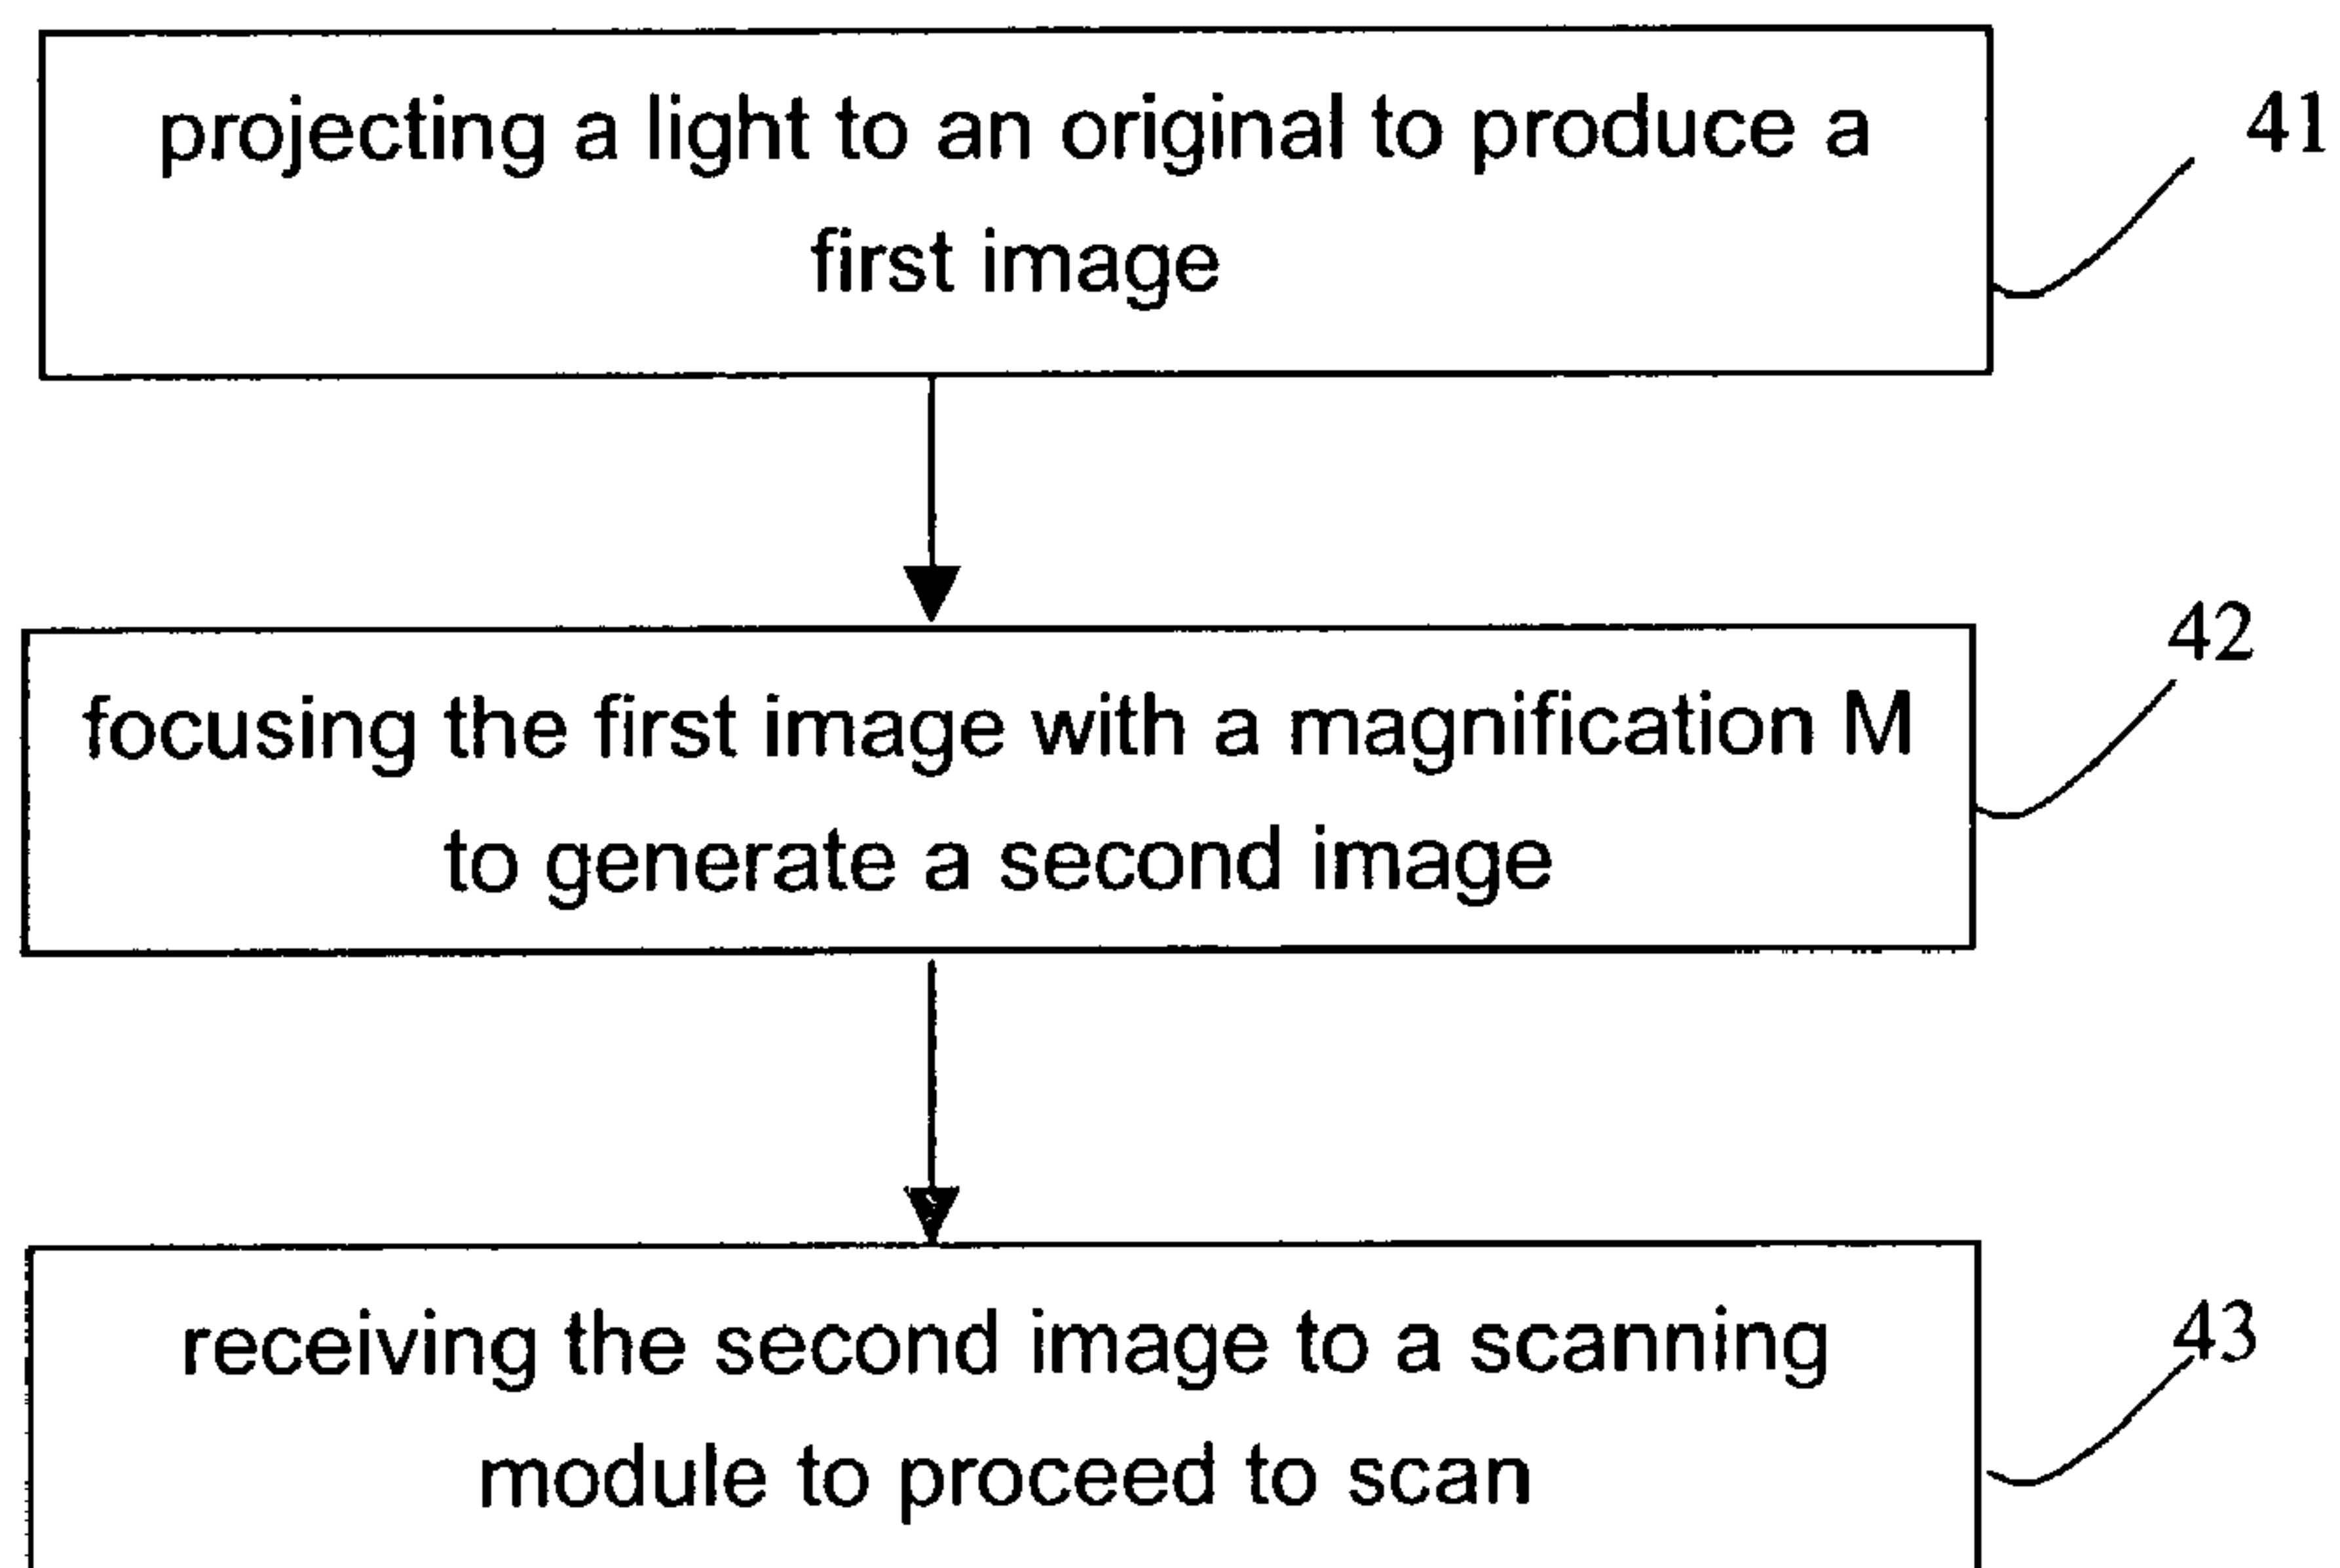 projecting a light to an original to produce a
first image
41
focusing the first image with a magnification M
to generate a second image
42
receiving the second image to a scanning
module to proceed to scan
43